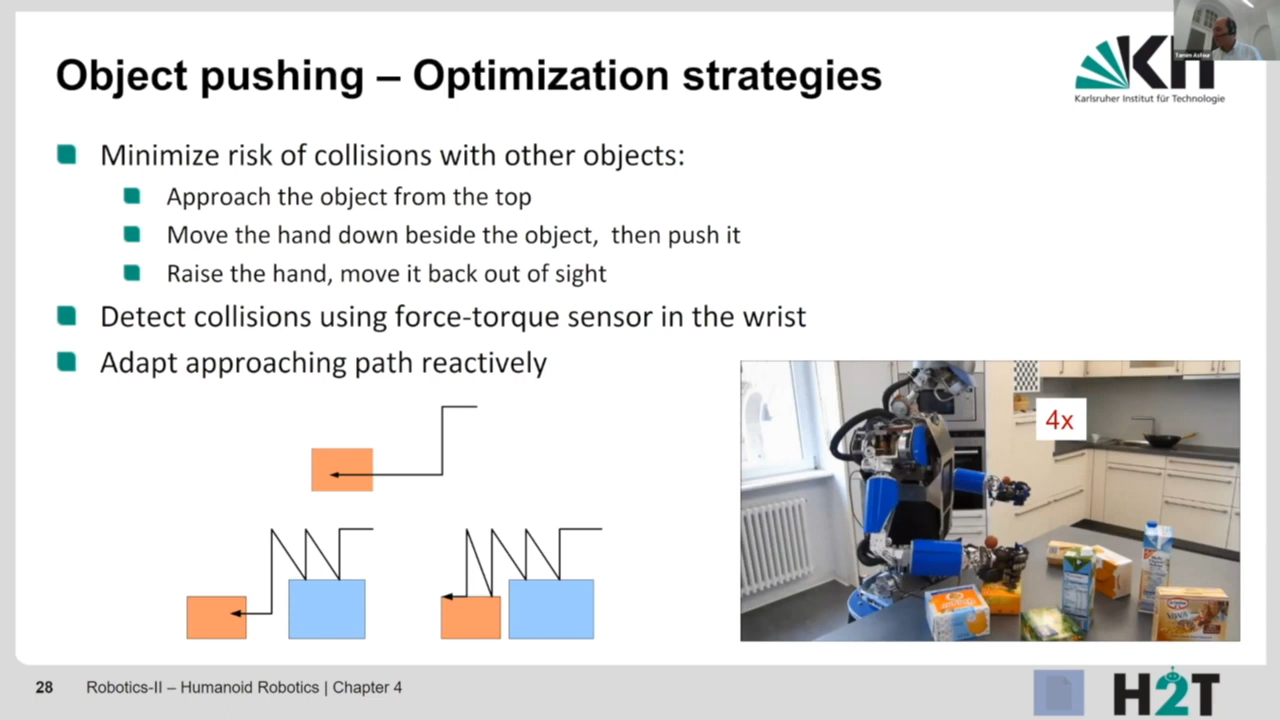 Object pushing – Optimization strategies
KIT
Karlsruher Institut für Technologie
Minimize risk of collisions with other objects:
Approach the object from the top
Move the hand down beside the object, then push it
Raise the hand, move it back out of sight
Detect collisions using force-torque sensor in the wrist
Adapt approaching path reactively
4x
28 Robotics-II – Humanoid Robotics | Chapter 4
H2T